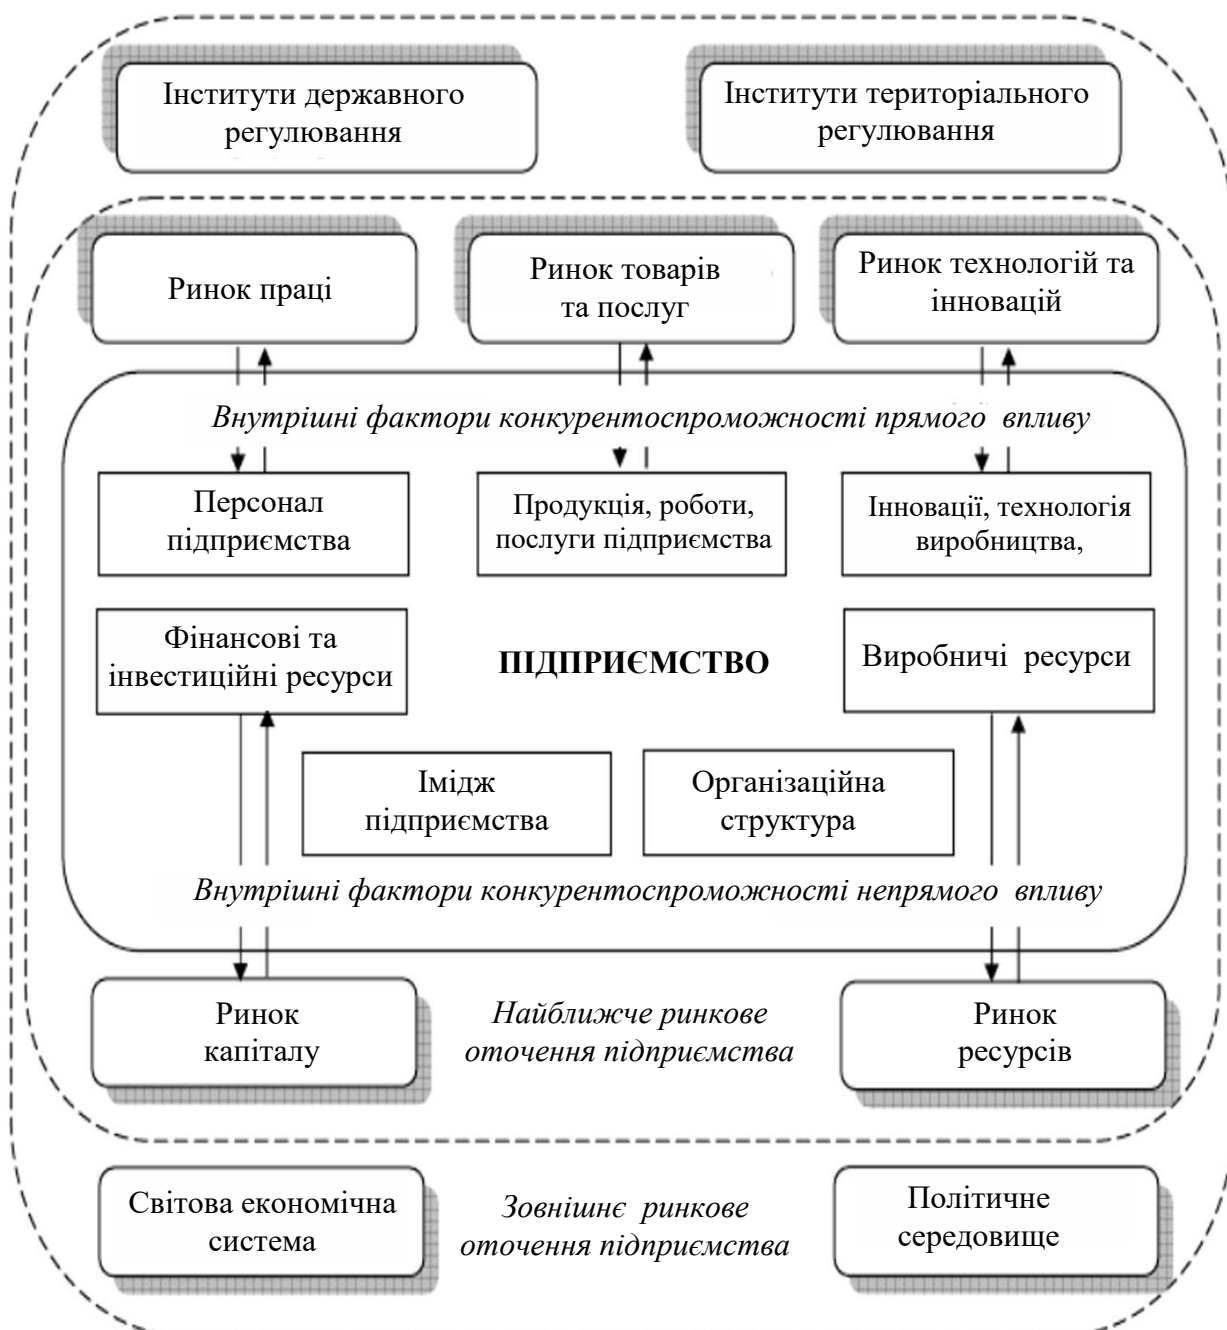 Інститути державного
регулювання
Інститути територіального
регулювання
Ринок праці
Ринок товарів
та послуг
Ринок технологій та
інновацій
Внутрішні фактори конкурентоспроможності прямого впливу
Персонал
підприємства
Продукція, роботи,
послуги підприємства
Інновації, технологія
виробництва,
Фінансові та
інвестиційні ресурси
ПІДПРИЄМСТВО
Виробничі ресурси
Імідж
підприємства
Організаційна
структура
Внутрішні фактори конкурентоспроможності непрямого впливу
Ринок
капіталу
Найближче ринкове
оточення підприємства
Ринок
ресурсів
Світова економічна
система
Зовнішнє ринкове
оточення підприємства
Політичне
середовище